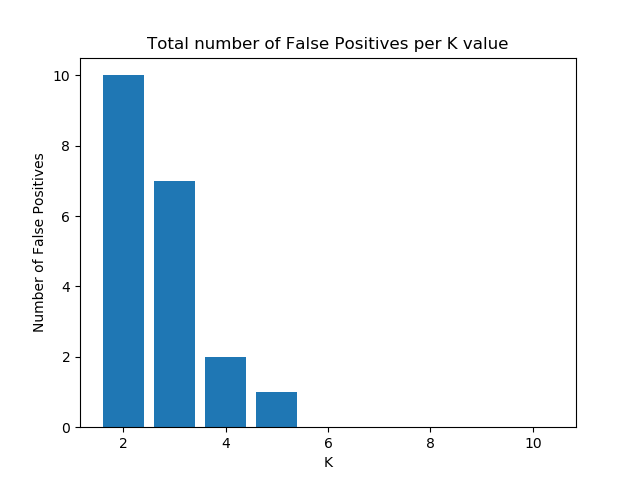 Total number of False Positives per K value
10
8
6
4
2
0
Number of False Positives
2 4 6 8 10
K